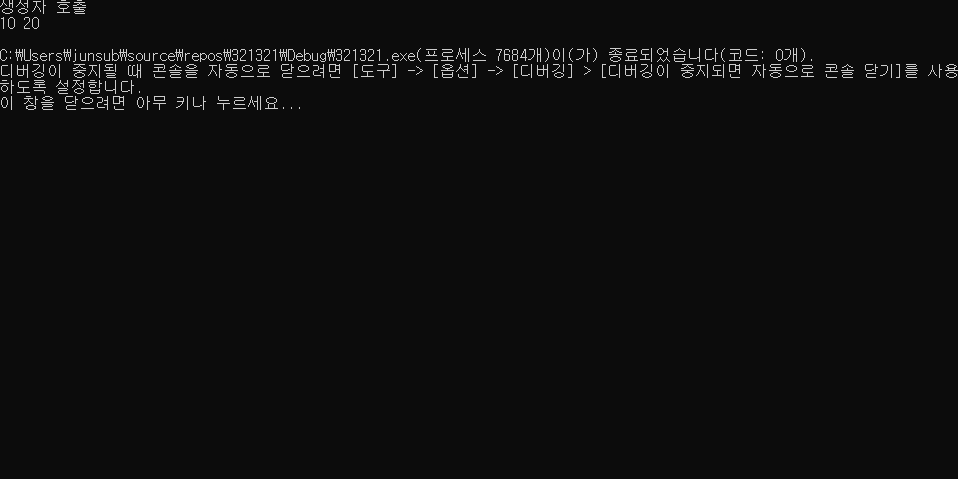 생성자 호출
10 20
C:₩Users₩junsub₩source₩repos₩321321₩Debug₩321321.exe(프로세스 7684개)이(가) 종료되었습니다(코드: 0개).
디버깅이 중지될 때 콘솔을 자동으로 닫으려면 [도구] -> [옵션] -> [디버깅] > [디버깅이 중지되면 자동으로 콘솔 닫기]를 사용
하도록 설정합니다.
이 창을 닫으려면 아무 키나 누르세요...